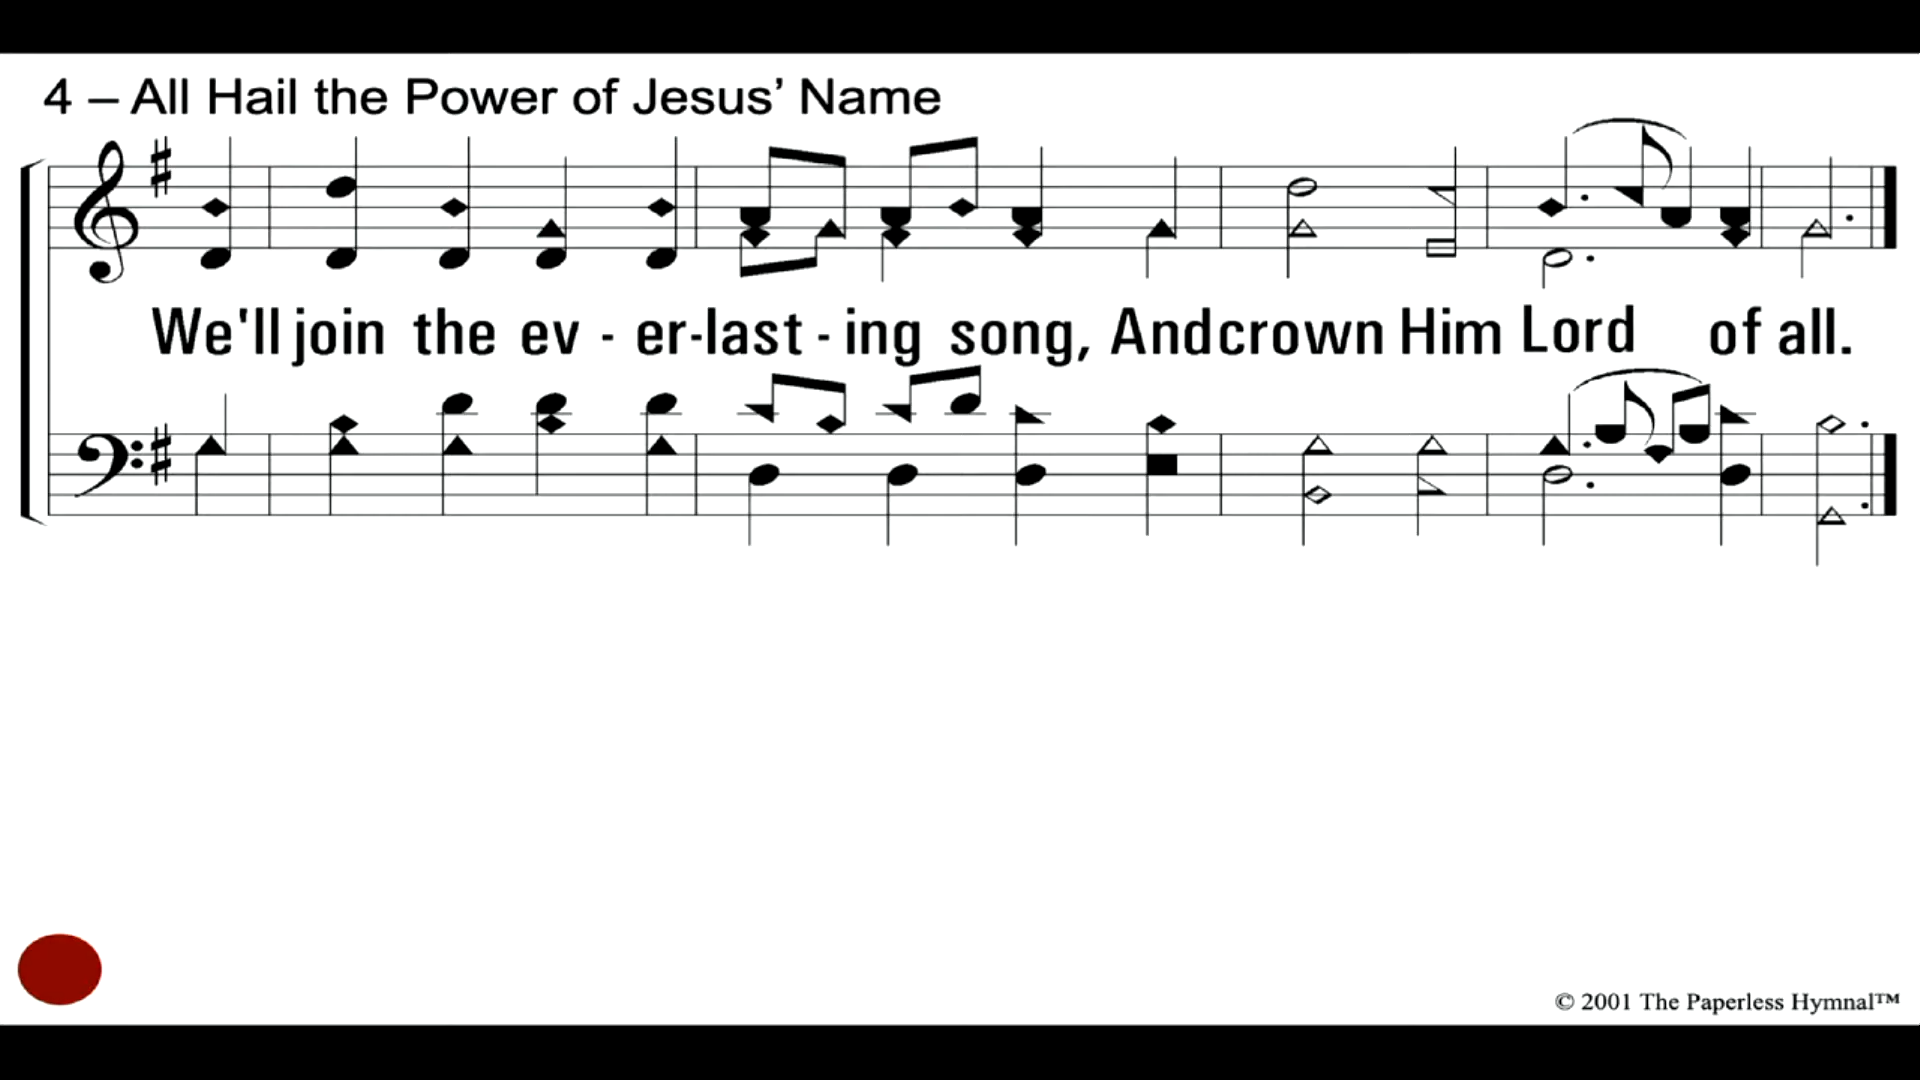 4 – All Hail the Power of Jesus’ Name
We'll join the ev - er-last - ing song, And crown Him Lord of all.
© 2001 The Paperless Hymnal™